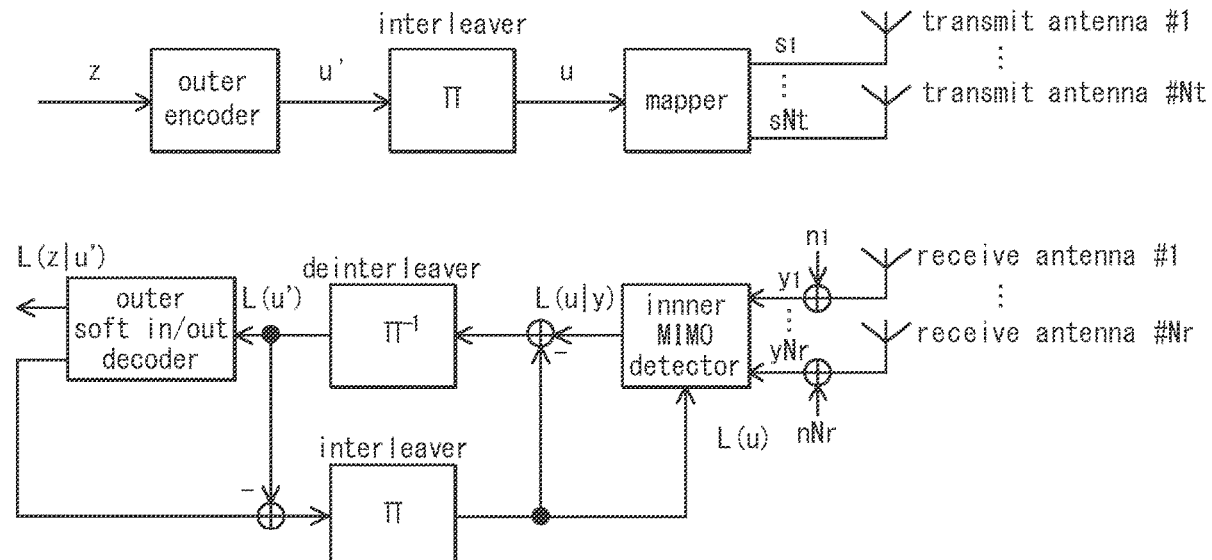 interleaver
z
outer
encoder
u'
Π
u
mapper
s1
sNt
transmit antenna #1
transmit antenna #Nt
L(z|u')
outer
soft in/out
decoder
L(u')
deinterleaver
Π-1
L(u|y)
-
innner
MIMO
detector
y1
yNr
n1
nNr
receive antenna #1
receive antenna #Nr
L(u)
-
interleaver
Π